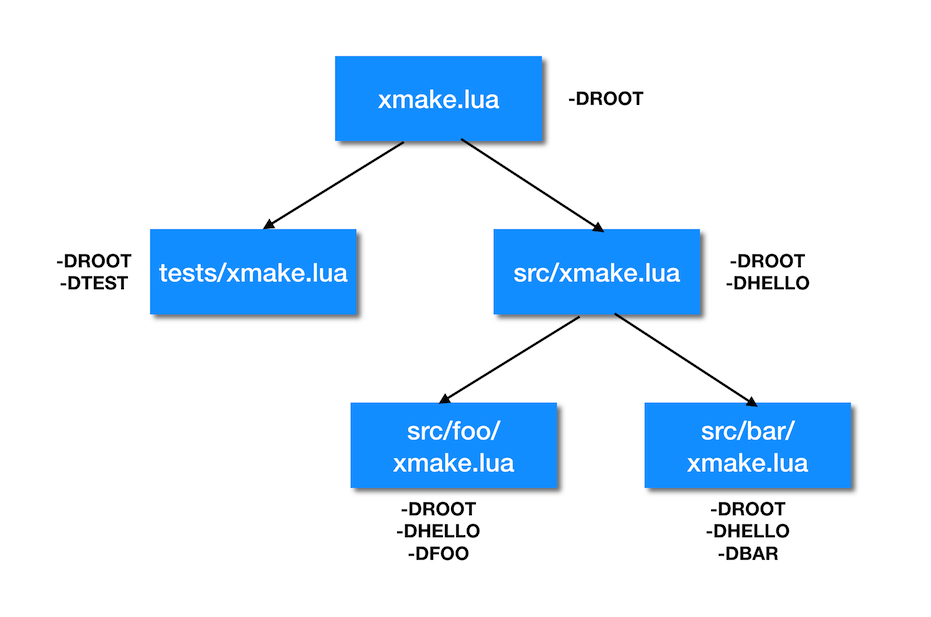 xmake.lua
-DROOT
-DROOT
-DTEST
tests/xmake.lua
src/xmake.lua
-DROOT
-DHELLO
src/foo/
xmake.lua
src/bar/
xmake.lua
-DROOT
-DHELLO
-DFOO
-DROOT
-DHELLO
-DBAR